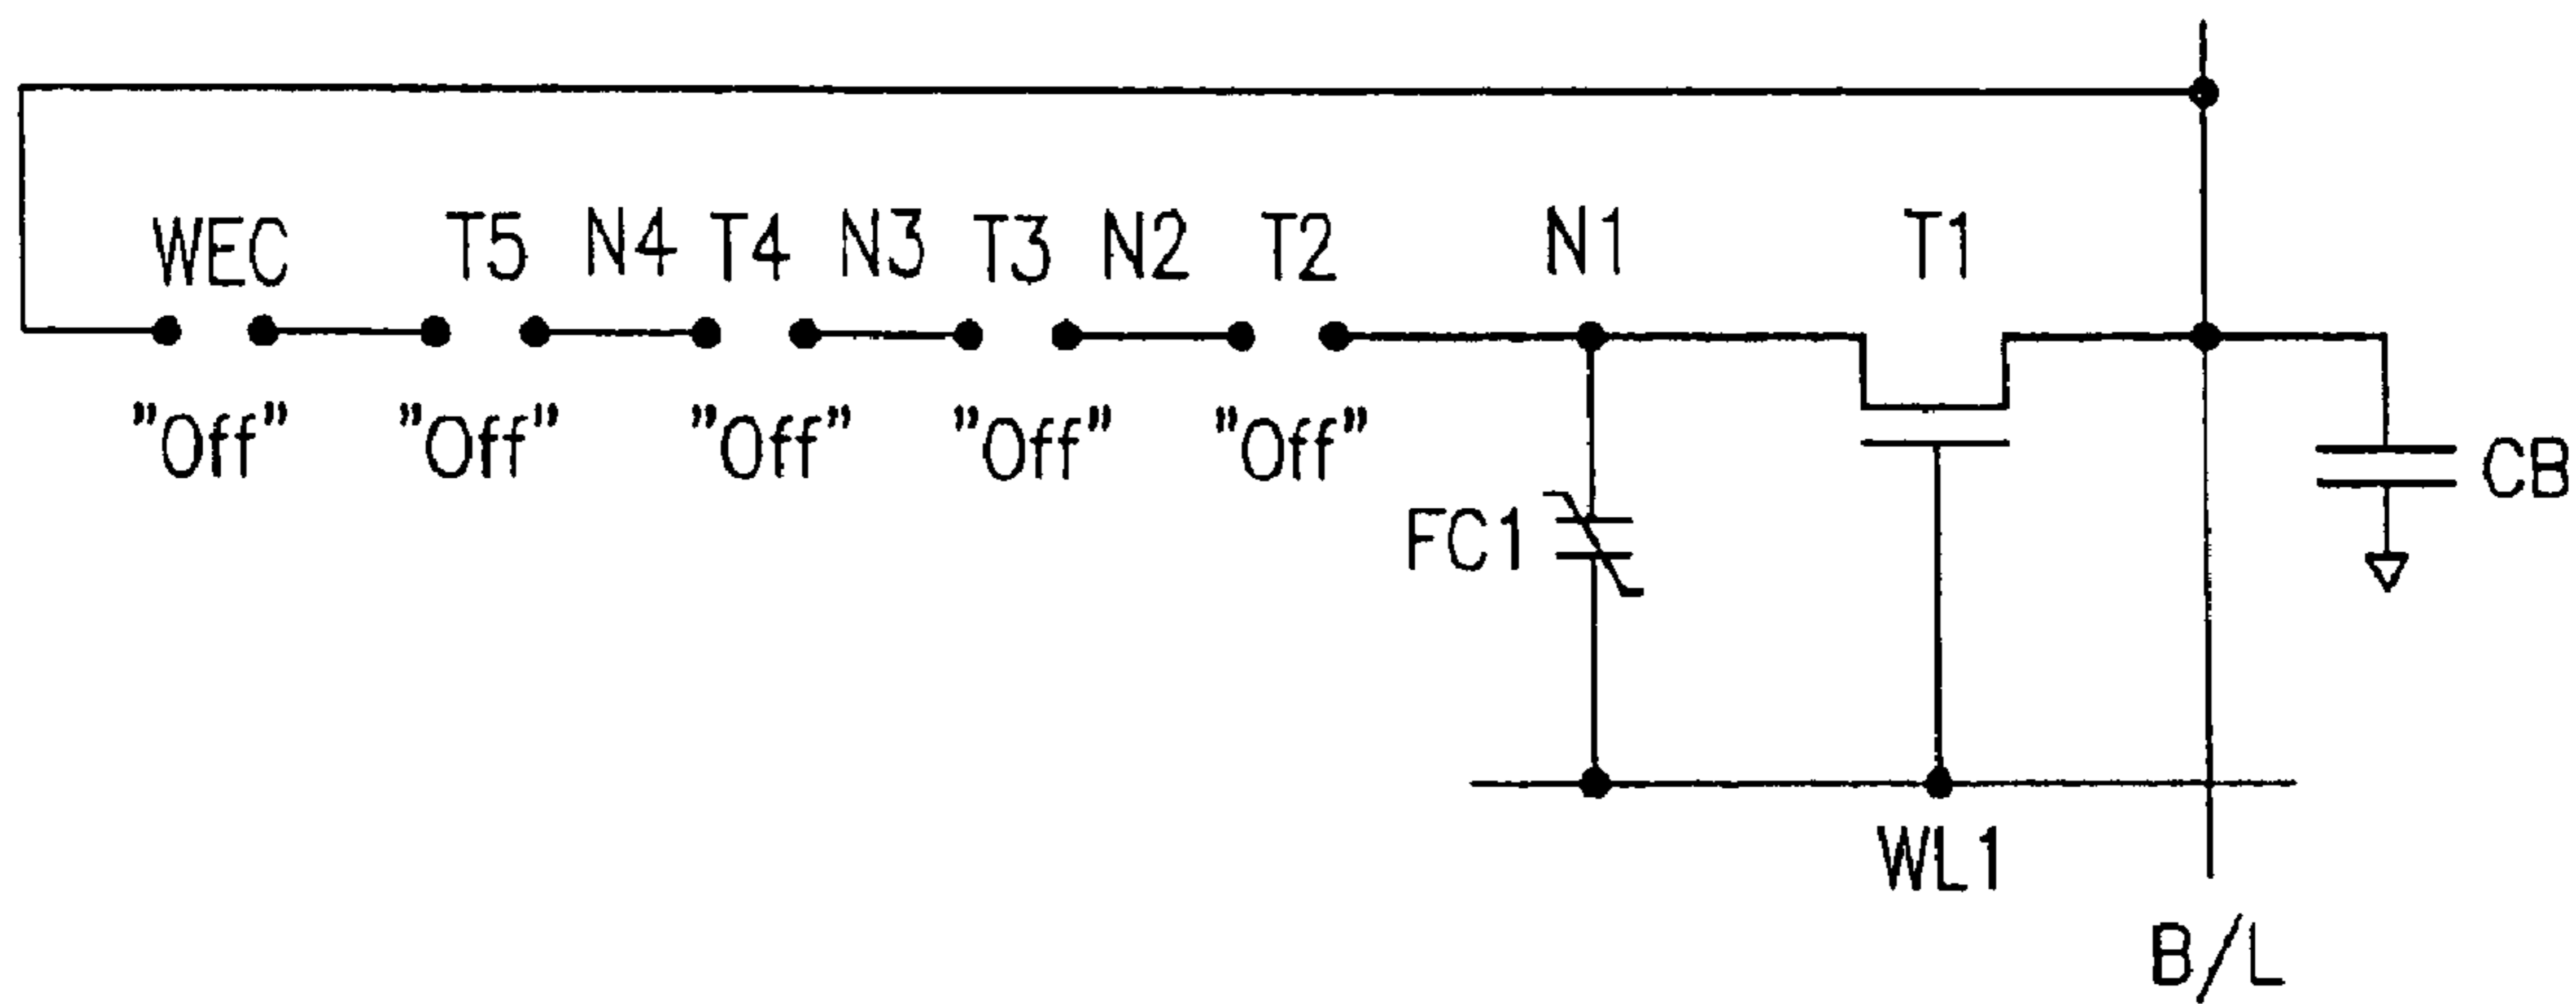 WEC T5 N4 T4 N3 T3 N2 T2 N1 T1
"Off" "Off" "Off" "Off" "Off"
CB
FC1
WL1
B/L